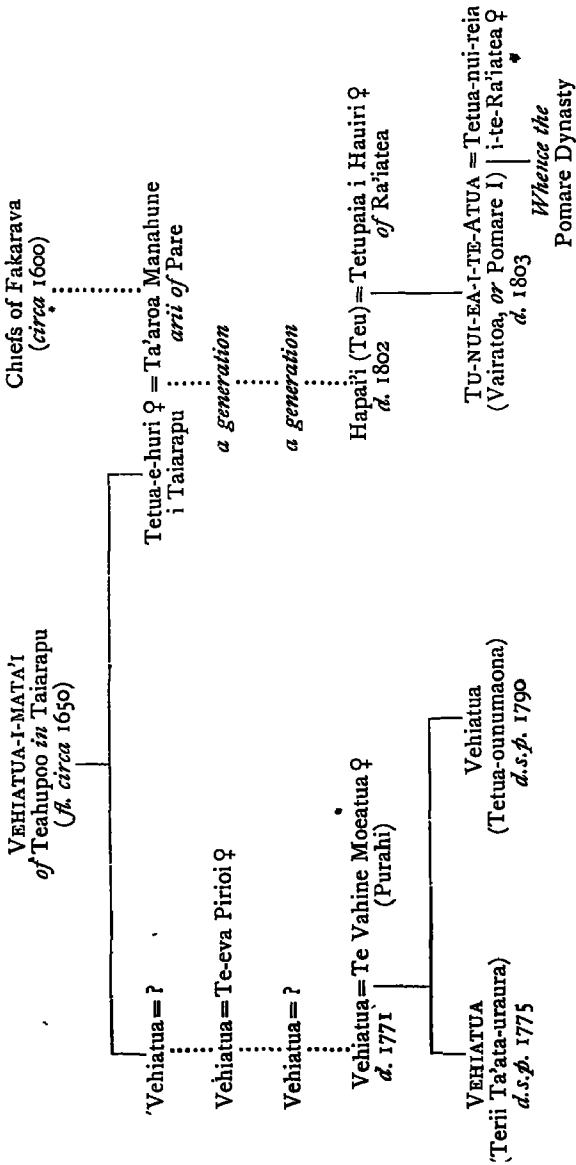 VEHIATUA-I-MATA'I
of Teahupoo in Taiarapu
(fl. circa 1650)
Chiefs of Fakarava
(circa 1600)
'Vehiatua = ?
Tetua-e-huri ♀ = Ta'aroa Manahune
i Taiarapu
arii of Pare
Vehiatua = Te-eva Pirioi ♀
a generation
Vehiatua = ?
a generation
Vehiatua = Te Vahine Moeatua ♀
d. 1771
(Purahi)
Hapai'i (Teu) = Tetupaia i Hauiri ♀
d. 1802
of Ra'iatea
VEHIATUA
(Terii Ta'ata-uraura)
d.s.p. 1775
Vehiatua
(Tetua-ounumaona)
d.s.p. 1790
TU-NUI-EA-I-TE-ATUA = Tetua-nui-reia
(Vairatoa, or Pomare I)
i-te-Ra'iatea ♀
d. 1803
Whence the
Pomare Dynasty